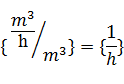 {m³/h / m³} = {1/h}